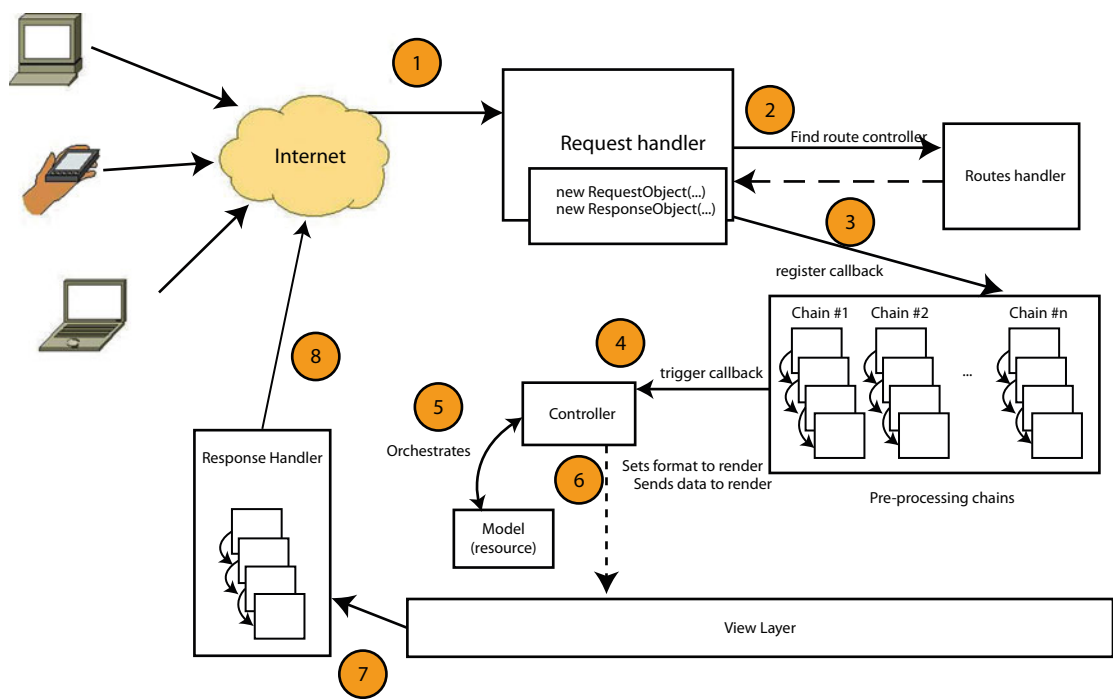 1
2
Internet
Request handler
Find route controller
new RequestObject(...)
new ResponseObject(...)
Routes handler
3
register callback
Chain #1
Chain #2
Chain #n
...
4
trigger callback
8
5
Controller
Orchestrates
Response Handler
6
Sets format to render
Sends data to render
Pre-processing chains
Model
(resource)
View Layer
7